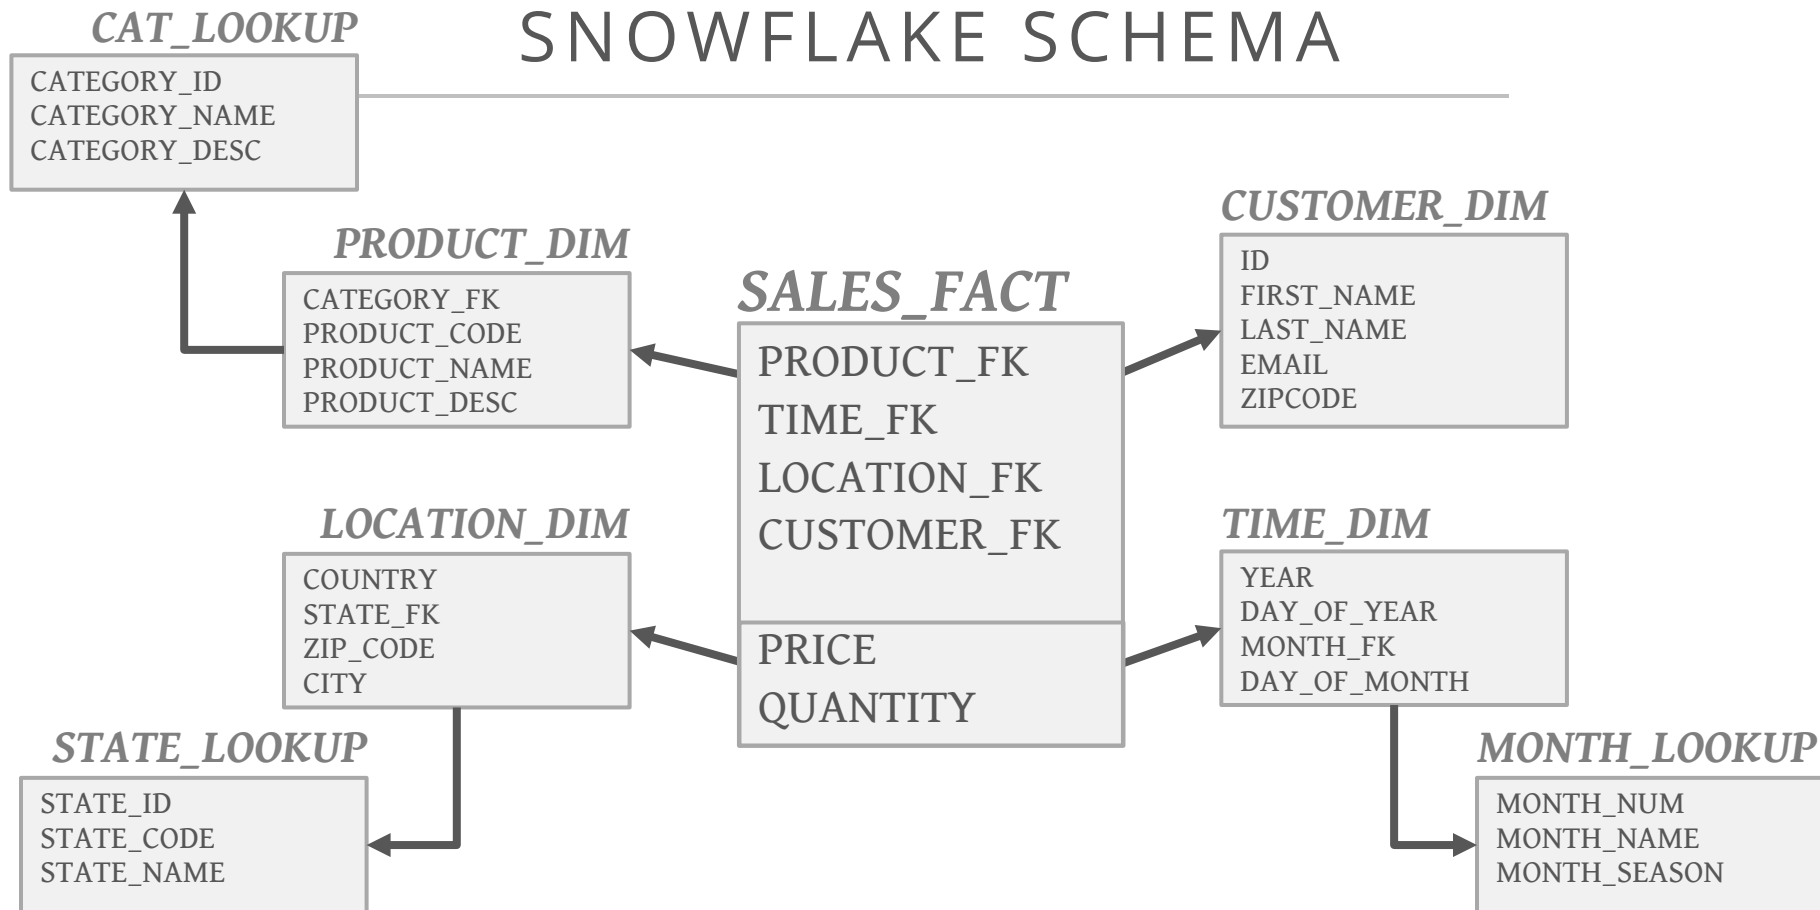 SNOWFLAKE SCHEMA
CAT_LOOKUP
CATEGORY_ID
CATEGORY_NAME
CATEGORY_DESC
PRODUCT_DIM
CATEGORY_FK
PRODUCT_CODE
PRODUCT_NAME
PRODUCT_DESC
SALES_FACT
PRODUCT_FK
TIME_FK
LOCATION_FK
CUSTOMER_FK
PRICE
QUANTITY
CUSTOMER_DIM
ID
FIRST_NAME
LAST_NAME
EMAIL
ZIPCODE
LOCATION_DIM
COUNTRY
STATE_FK
ZIP_CODE
CITY
TIME_DIM
YEAR
DAY_OF_YEAR
MONTH_FK
DAY_OF_MONTH
STATE_LOOKUP
STATE_ID
STATE_CODE
STATE_NAME
MONTH_LOOKUP
MONTH_NUM
MONTH_NAME
MONTH_SEASON